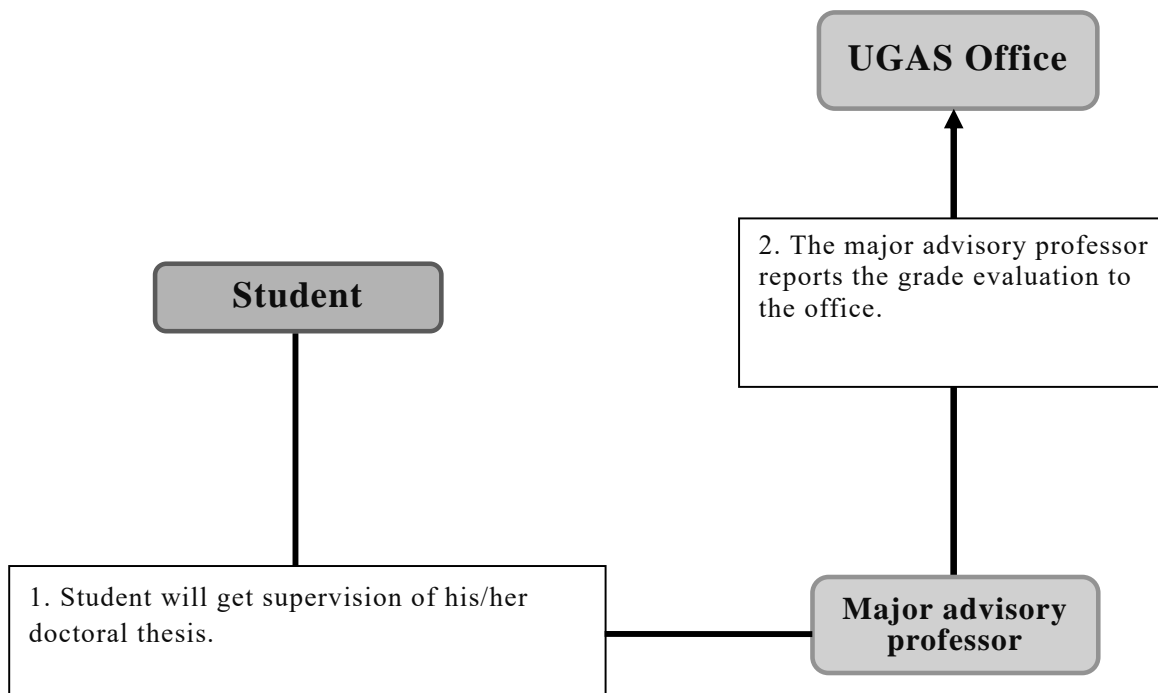 UGAS Office
2. The major advisory professor
reports the grade evaluation to
the office.
Student
1. Student will get supervision of his/her
doctoral thesis.
Major advisory
professor